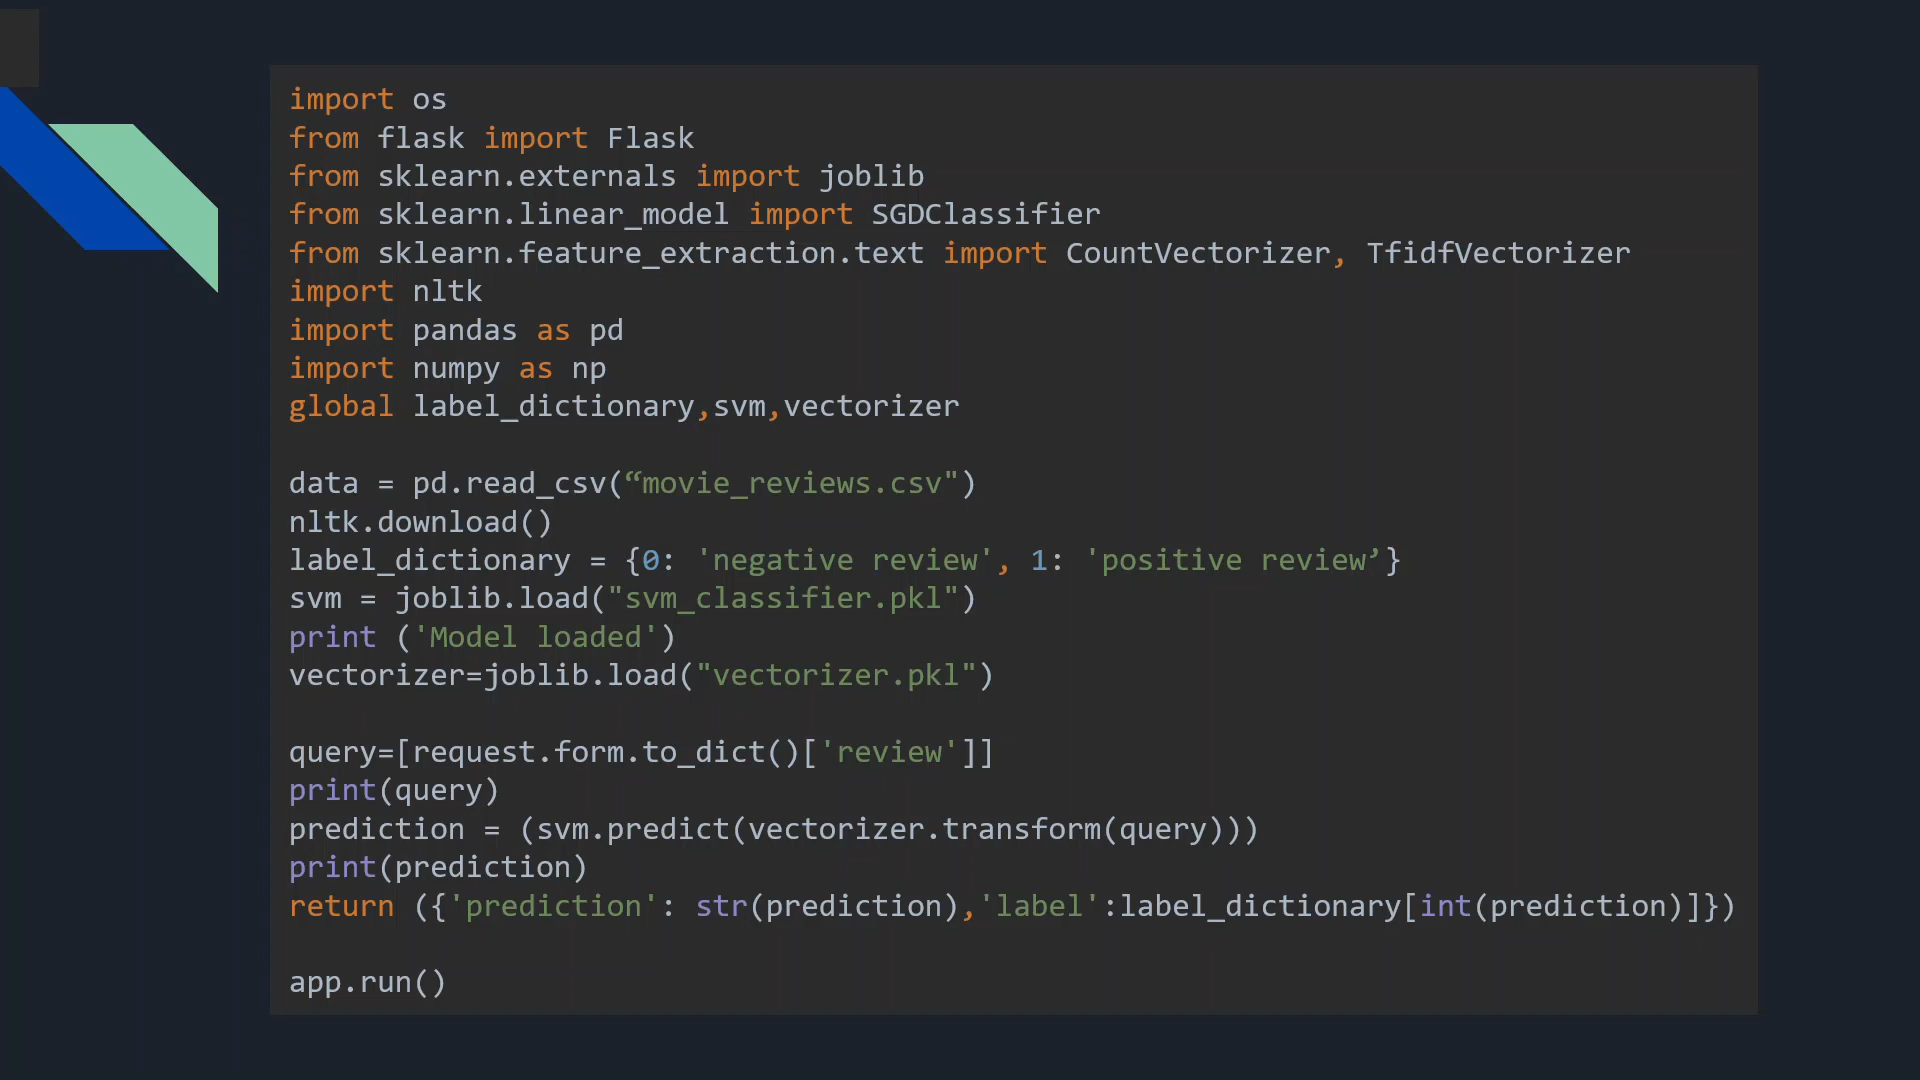 import os
from flask import Flask
from sklearn.externals import joblib
from sklearn.linear_model import SGDClassifier
from sklearn.feature_extraction.text import CountVectorizer, TfidfVectorizer
import nltk
import pandas as pd
import numpy as np
global label_dictionary,svm,vectorizer
data = pd.read_csv(“movie_reviews.csv")
nltk.download()
label_dictionary = {0: 'negative review', 1: 'positive review’}
svm = joblib.load("svm_classifier.pkl")
print ('Model loaded')
vectorizer=joblib.load("vectorizer.pkl")
query=[request.form.to_dict()['review']]
print(query)
prediction = (svm.predict(vectorizer.transform(query)))
print(prediction)
return ({'prediction': str(prediction),'label':label_dictionary[int(prediction)]})
app.run()